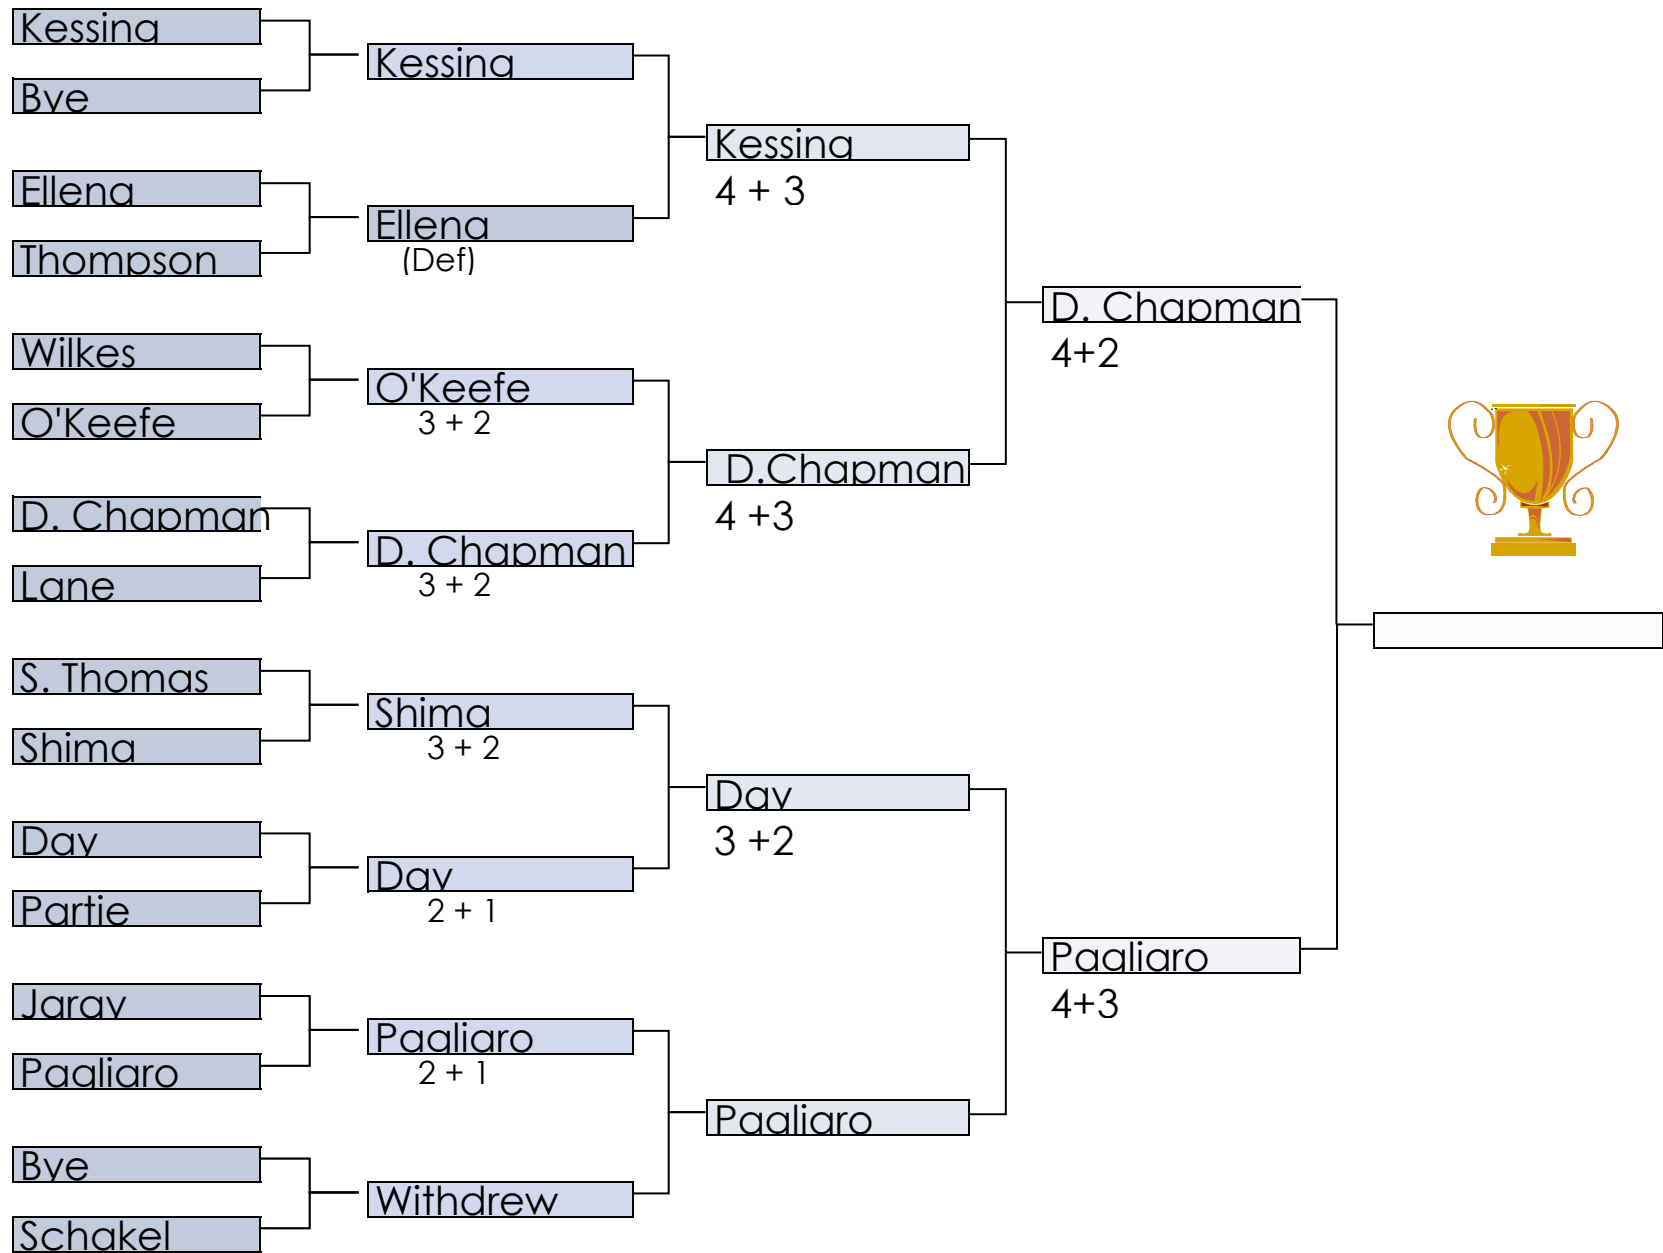 Kessing
Bye
Ellena
Thompson
Wilkes
O'Keefe
D. Chapman
Lane
S. Thomas
Shima
Day
Partie
Jaray
Pagliaro
Bye
Schakel
Kessing
Ellena
(Def)
O'Keefe
3 + 2
D. Chapman
3 + 2
Shima
3 + 2
Day
2 + 1
Pagliaro
2 + 1
Withdrew
Kessing
4 + 3
D.Chapman
4 +3
Day
3 +2
Pagliaro
D. Chapman
4+2
Pagliaro
4+3